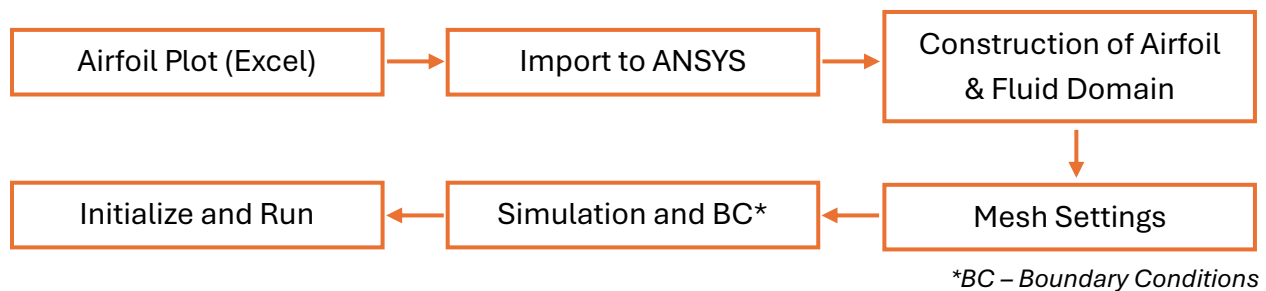 Airfoil Plot (Excel)
Import to ANSYS
Construction of Airfoil
& Fluid Domain
Mesh Settings
Simulation and BC*
Initialize and Run
*BC – Boundary Conditions